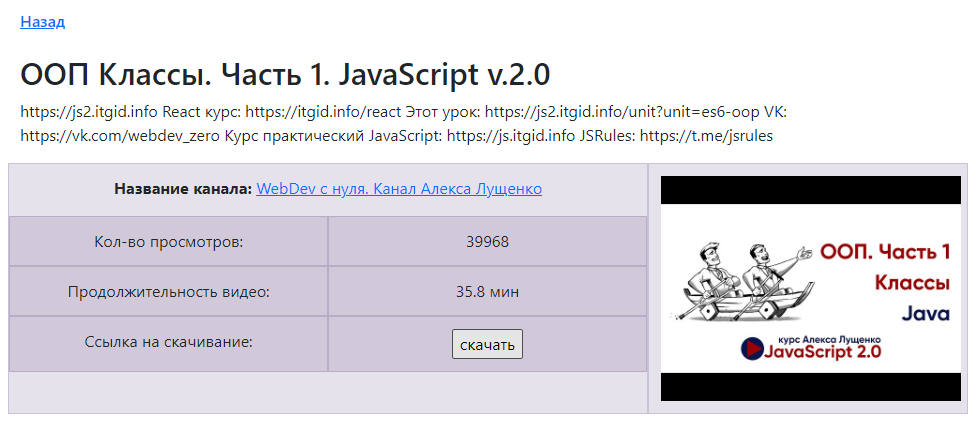 Назад
ООП Классы. Часть 1. JavaScript v.2.0
https://js2.itgid.info React курс: https://itgid.info/react Этот урок: https://js2.itgid.info/unit?unit=es6-oop VK:
https://vk.com/webdev_zero Курс практический JavaScript: https://js.itgid.info JSRules: https://t.me/jsrules
Название канала: WebDev с нуля. Канал Алекса Лущенко
Кол-во просмотров: 39968
Продолжительность видео: 35.8 мин
Ссылка на скачивание: скачать
ООП. Часть 1
Классы
Java
курс Алекса Лущенко
JavaScript 2.0